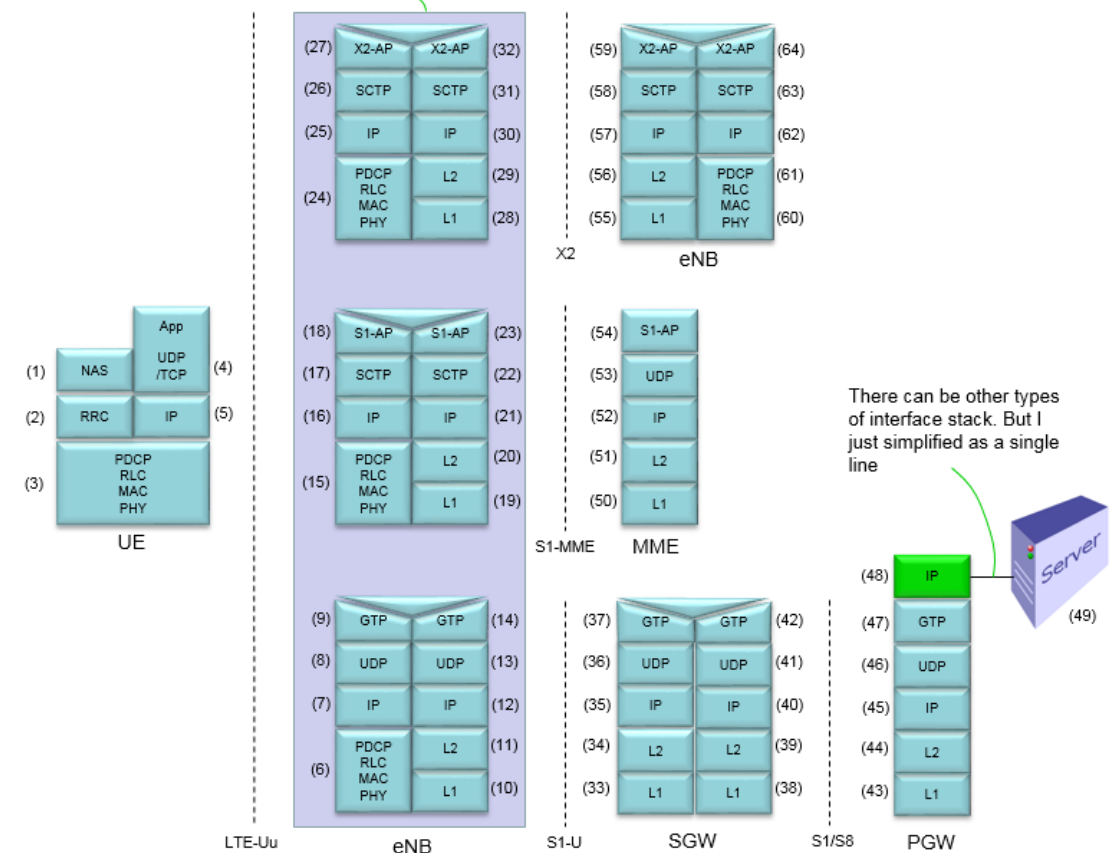 (27) X2-AP X2-AP (32)
(26) SCTP SCTP (31)
(25) IP IP (30)
(24) PDCP RLC MAC PHY
L2 (29)
L1 (28)
(59) X2-AP X2-AP (64)
(58) SCTP SCTP (63)
(57) IP IP (62)
(56) L2
(55) L1
PDCP (61)
RLC
MAC
PHY (60)
X2
eNB
App
UDP
/TCP
(4)
(1) NAS
(2) RRC IP (5)
(3) PDCP
RLC
MAC
PHY
UE
(18) S1-AP S1-AP (23)
(17) SCTP SCTP (22)
(16) IP IP (21)
(15) PDCP
RLC
MAC
PHY
L2 (20)
L1 (19)
(54) S1-AP
(53) UDP
(52) IP
(51) L2
(50) L1
S1-MME
MME
There can be other types
of interface stack. But I
just simplified as a single
line
Server
(49)
(9) GTP GTP (14)
(8) UDP UDP (13)
(7) IP IP (12)
(6) PDCP
RLC
MAC
PHY
L2 (11)
L1 (10)
(37) GTP GTP (42)
(36) UDP UDP (41)
(35) IP IP (40)
(34) L2 L2 (39)
(33) L1 L1 (38)
(48) IP
(47) GTP
(46) UDP
(45) IP
(44) L2
(43) L1
LTE-Uu
eNB
S1-U
SGW
S1/S8
PGW